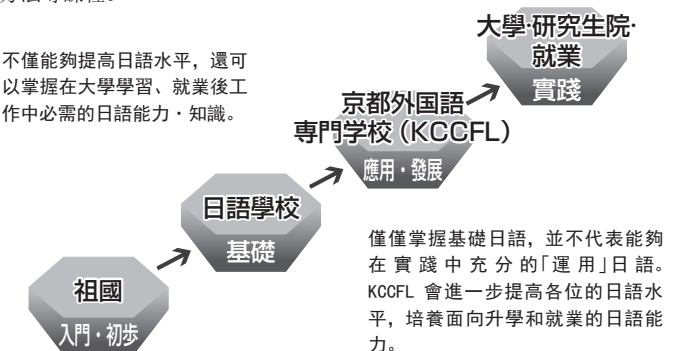 不僅能夠提高日語水平，還可
以掌握在大學學習、就業後工
作中必需的日語能力・知識。
大學・研究生院・
就業
實踐
京都外国語
専門学校（KCCFL）
應用・發展
日語學校
基礎
祖國
入門・初步
僅僅掌握基礎日語，並不代表能夠
在實踐中充分的「運用」日語。
KCCFL 會進一步提高各位的日語水
平，培養面向升學和就業的日語能
力。